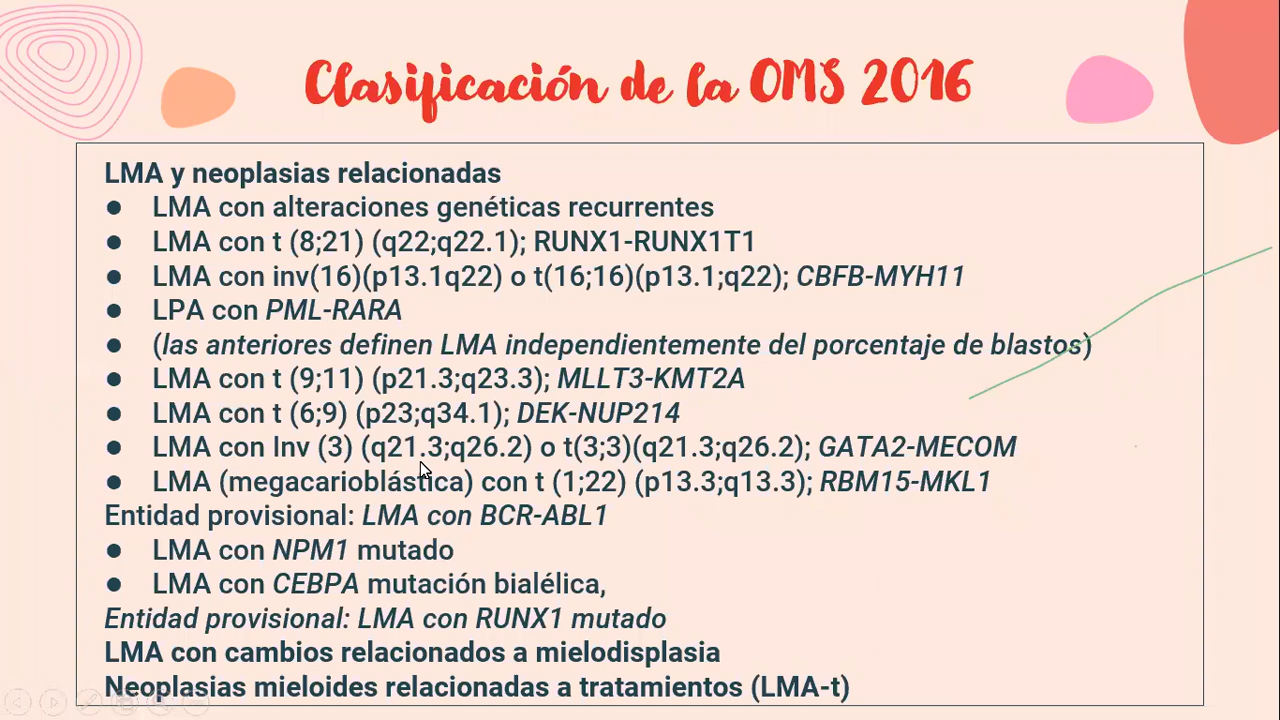 Clasificación de la OMS 2016
LMA y neoplasias relacionadas
● LMA con alteraciones genéticas recurrentes
● LMA con t (8;21) (q22;q22.1); RUNX1-RUNX1T1
● LMA con inv(16)(p13.1q22) o t(16;16)(p13.1;q22); CBFB-MYH11
● LPA con PML-RARA
● (las anteriores definen LMA independientemente del porcentaje de blastos)
● LMA con t (9;11) (p21.3;q23.3); MLLT3-KMT2A
● LMA con t (6;9) (p23;q34.1); DEK-NUP214
● LMA con Inv (3) (q21.3;q26.2) o t(3;3)(q21.3;q26.2); GATA2-MECOM
● LMA (megacarioblástica) con t (1;22) (p13.3;q13.3); RBM15-MKL1
Entidad provisional: LMA con BCR-ABL1
● LMA con NPM1 mutado
● LMA con CEBPA mutación bialélica,
Entidad provisional: LMA con RUNX1 mutado
LMA con cambios relacionados a mielodisplasia
Neoplasias mieloides relacionadas a tratamientos (LMA-t)